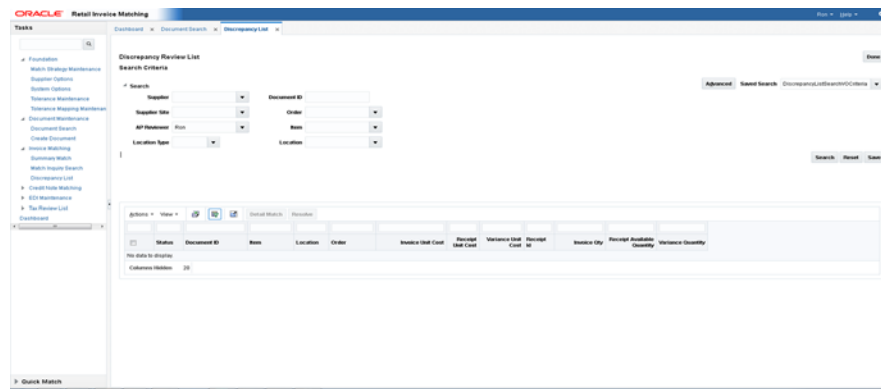 ORACLE Retail Invoice Matching Ron Help
Tasks
Dashboard Document Search Discrepancy List
Foundation
Match Strategy Maintenance
Supplier Options
System Options
Tolerance Maintenance
Tolerance Mapping Maintenan
Document Maintenance
Document Search
Create Document
Invoice Matching
Summary Match
Match Inquiry Search
Discrepancy List
Credit Note Matching
EDI Maintenance
Tax Review List
Dashboard
Discrepancy Review List Done
Search Criteria
Search Advanced Saved Search DiscrepancyListSearchVOCriteria
Supplier Document ID
Supplier Site Order
AP Reviewer Ron Item
Location Type Location
Search Reset Save
Actions View Detail Match Resolve
Status Document ID Item Location Order Invoice Unit Cost Receipt Unit Cost Variance Unit Cost Receipt Id Invoice Qty Receipt Available Quantity Variance Quantity
No data to display
Columns Hidden 28
Quick Match